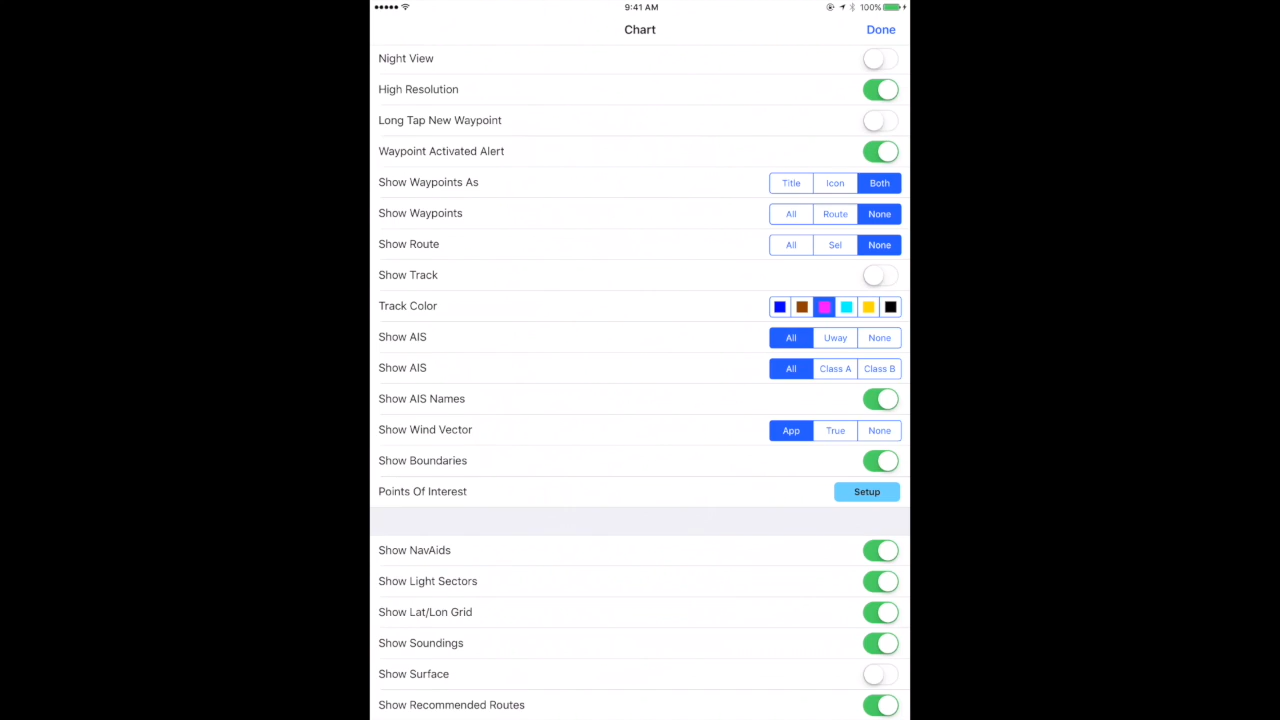 9:41 AM 100%
Chart Done
Night View
High Resolution
Long Tap New Waypoint
Waypoint Activated Alert
Show Waypoints As Title Icon Both
Show Waypoints All Route None
Show Route All Sel None
Show Track
Track Color
Show AIS All Uway None
Show AIS All Class A Class B
Show AIS Names
Show Wind Vector App True None
Show Boundaries
Points Of Interest Setup
Show NavAids
Show Light Sectors
Show Lat/Lon Grid
Show Soundings
Show Surface
Show Recommended Routes